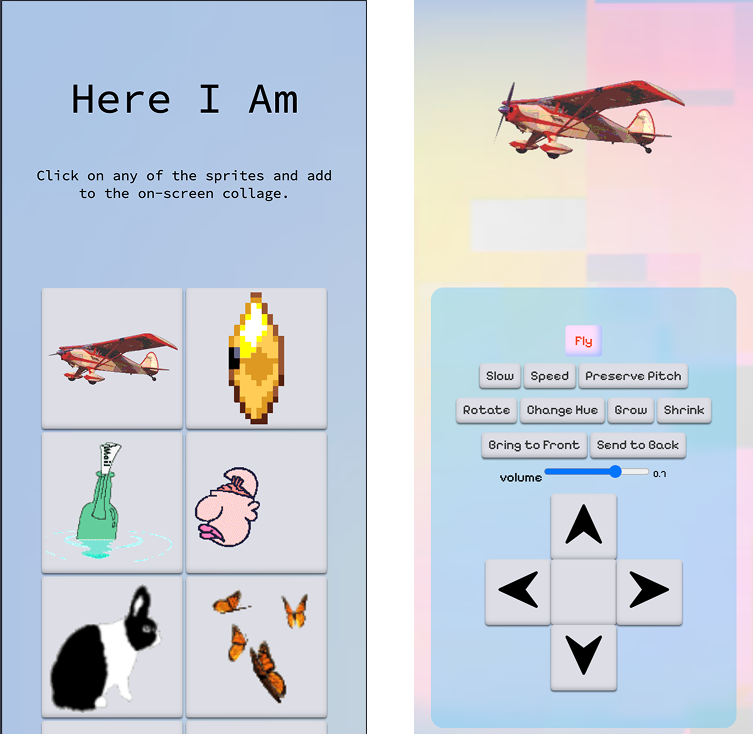 Here I Am
Click on any of the sprites and add
to the on-screen collage.
Mail
Fly
Slow Speed Preserve Pitch
Rotate Change Hue Grow Shrink
Bring to Front Send to Back
volume 0.7